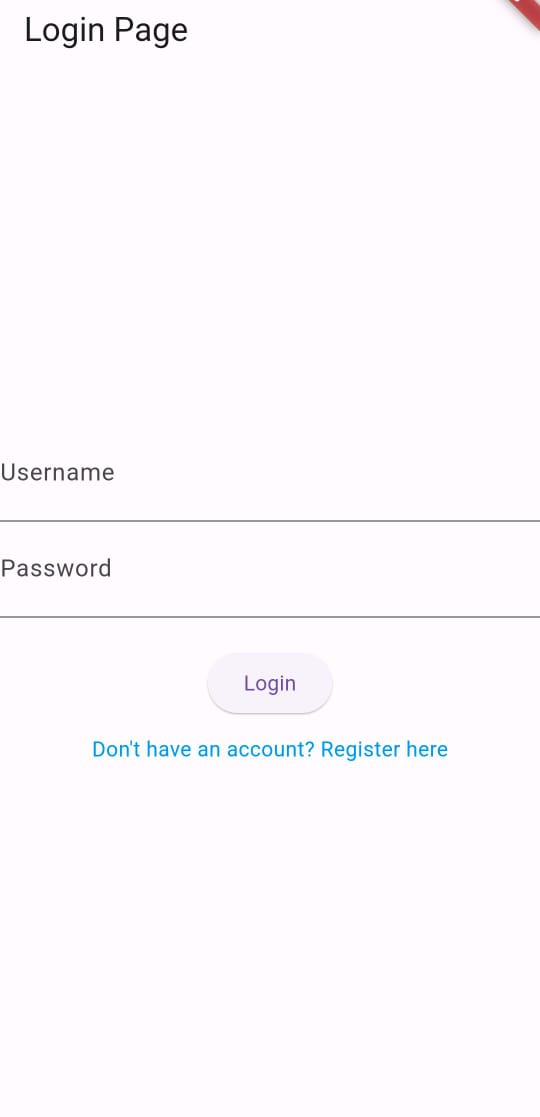 Login Page
Username
Password
Login
Don't have an account? Register here